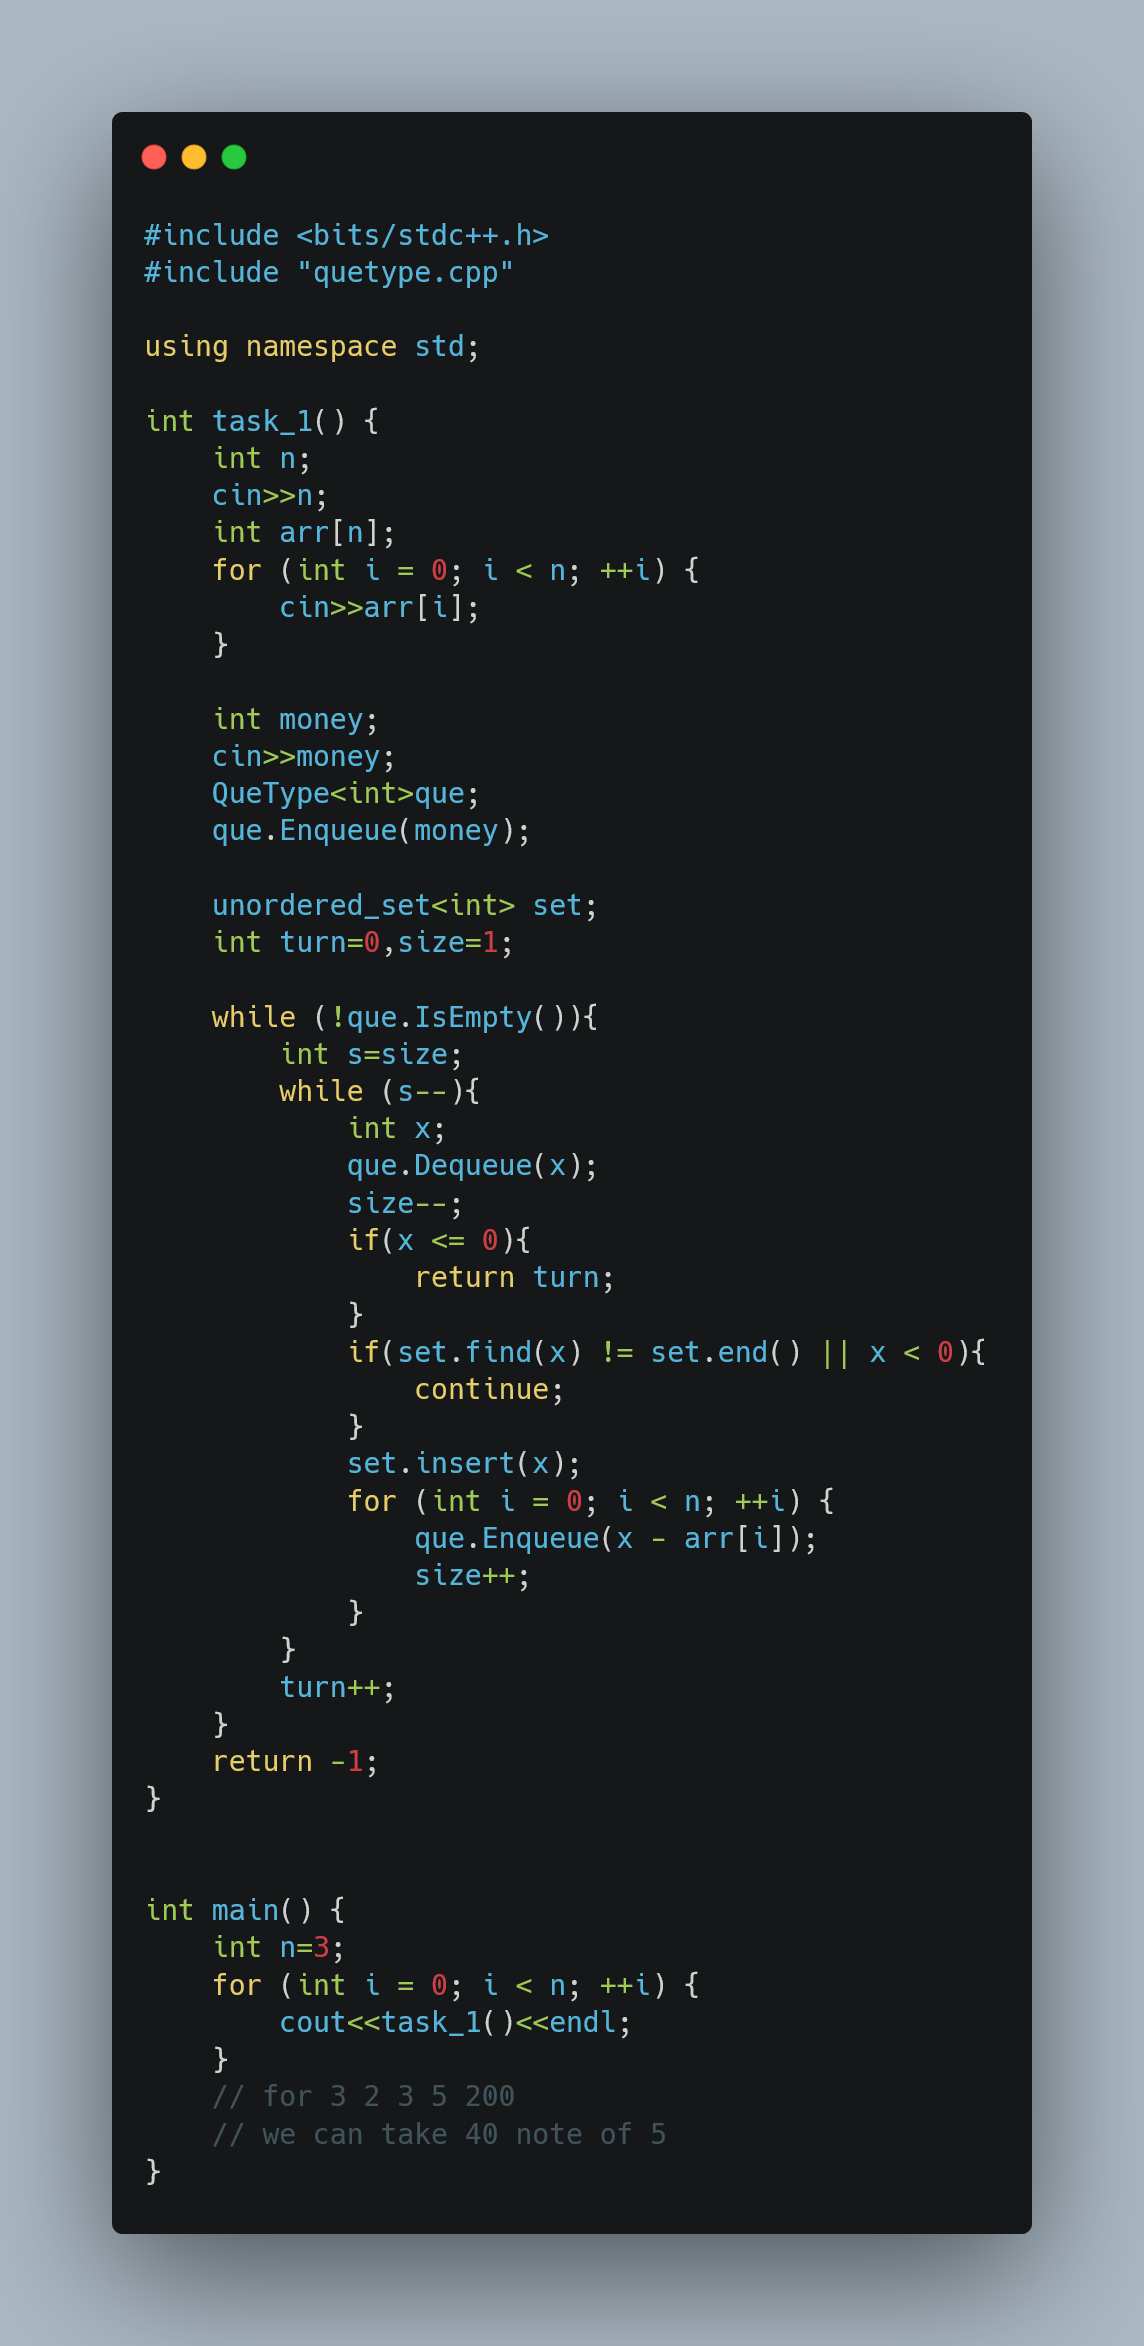 #include <bits/stdc++.h>
#include "quetype.cpp"
using namespace std;
int task_1() {
    int n;
    cin>>n;
    int arr[n];
    for (int i = 0; i < n; ++i) {
        cin>>arr[i];
    }
    int money;
    cin>>money;
    QueType<int>que;
    que.Enqueue(money);
    unordered_set<int> set;
    int turn=0,size=1;
    while (!que.IsEmpty()){
        int s=size;
        while (s--){
            int x;
            que.Dequeue(x);
            size--;
            if(x <= 0){
                return turn;
            }
            if(set.find(x) != set.end() || x < 0){
                continue;
            }
            set.insert(x);
            for (int i = 0; i < n; ++i) {
                que.Enqueue(x - arr[i]);
                size++;
            }
        }
        turn++;
    }
    return -1;
}
int main() {
    int n=3;
    for (int i = 0; i < n; ++i) {
        cout<<task_1()<<endl;
    }
    // for 3 2 3 5 200
    // we can take 40 note of 5
}